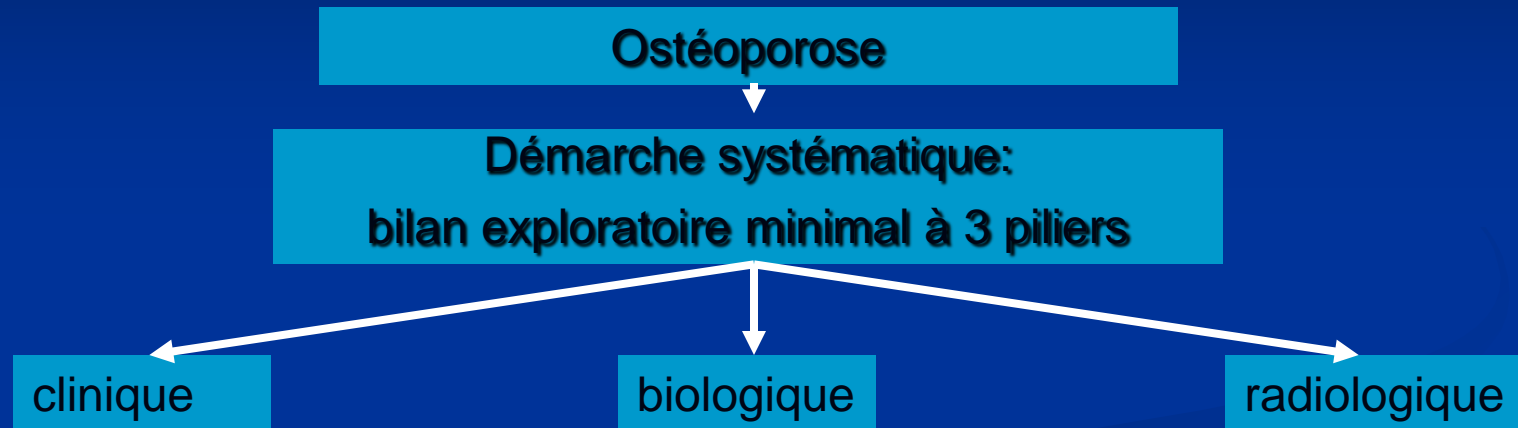 Ostéoporose
Démarche systématique:
bilan exploratoire minimal à 3 piliers
clinique
biologique
radiologique